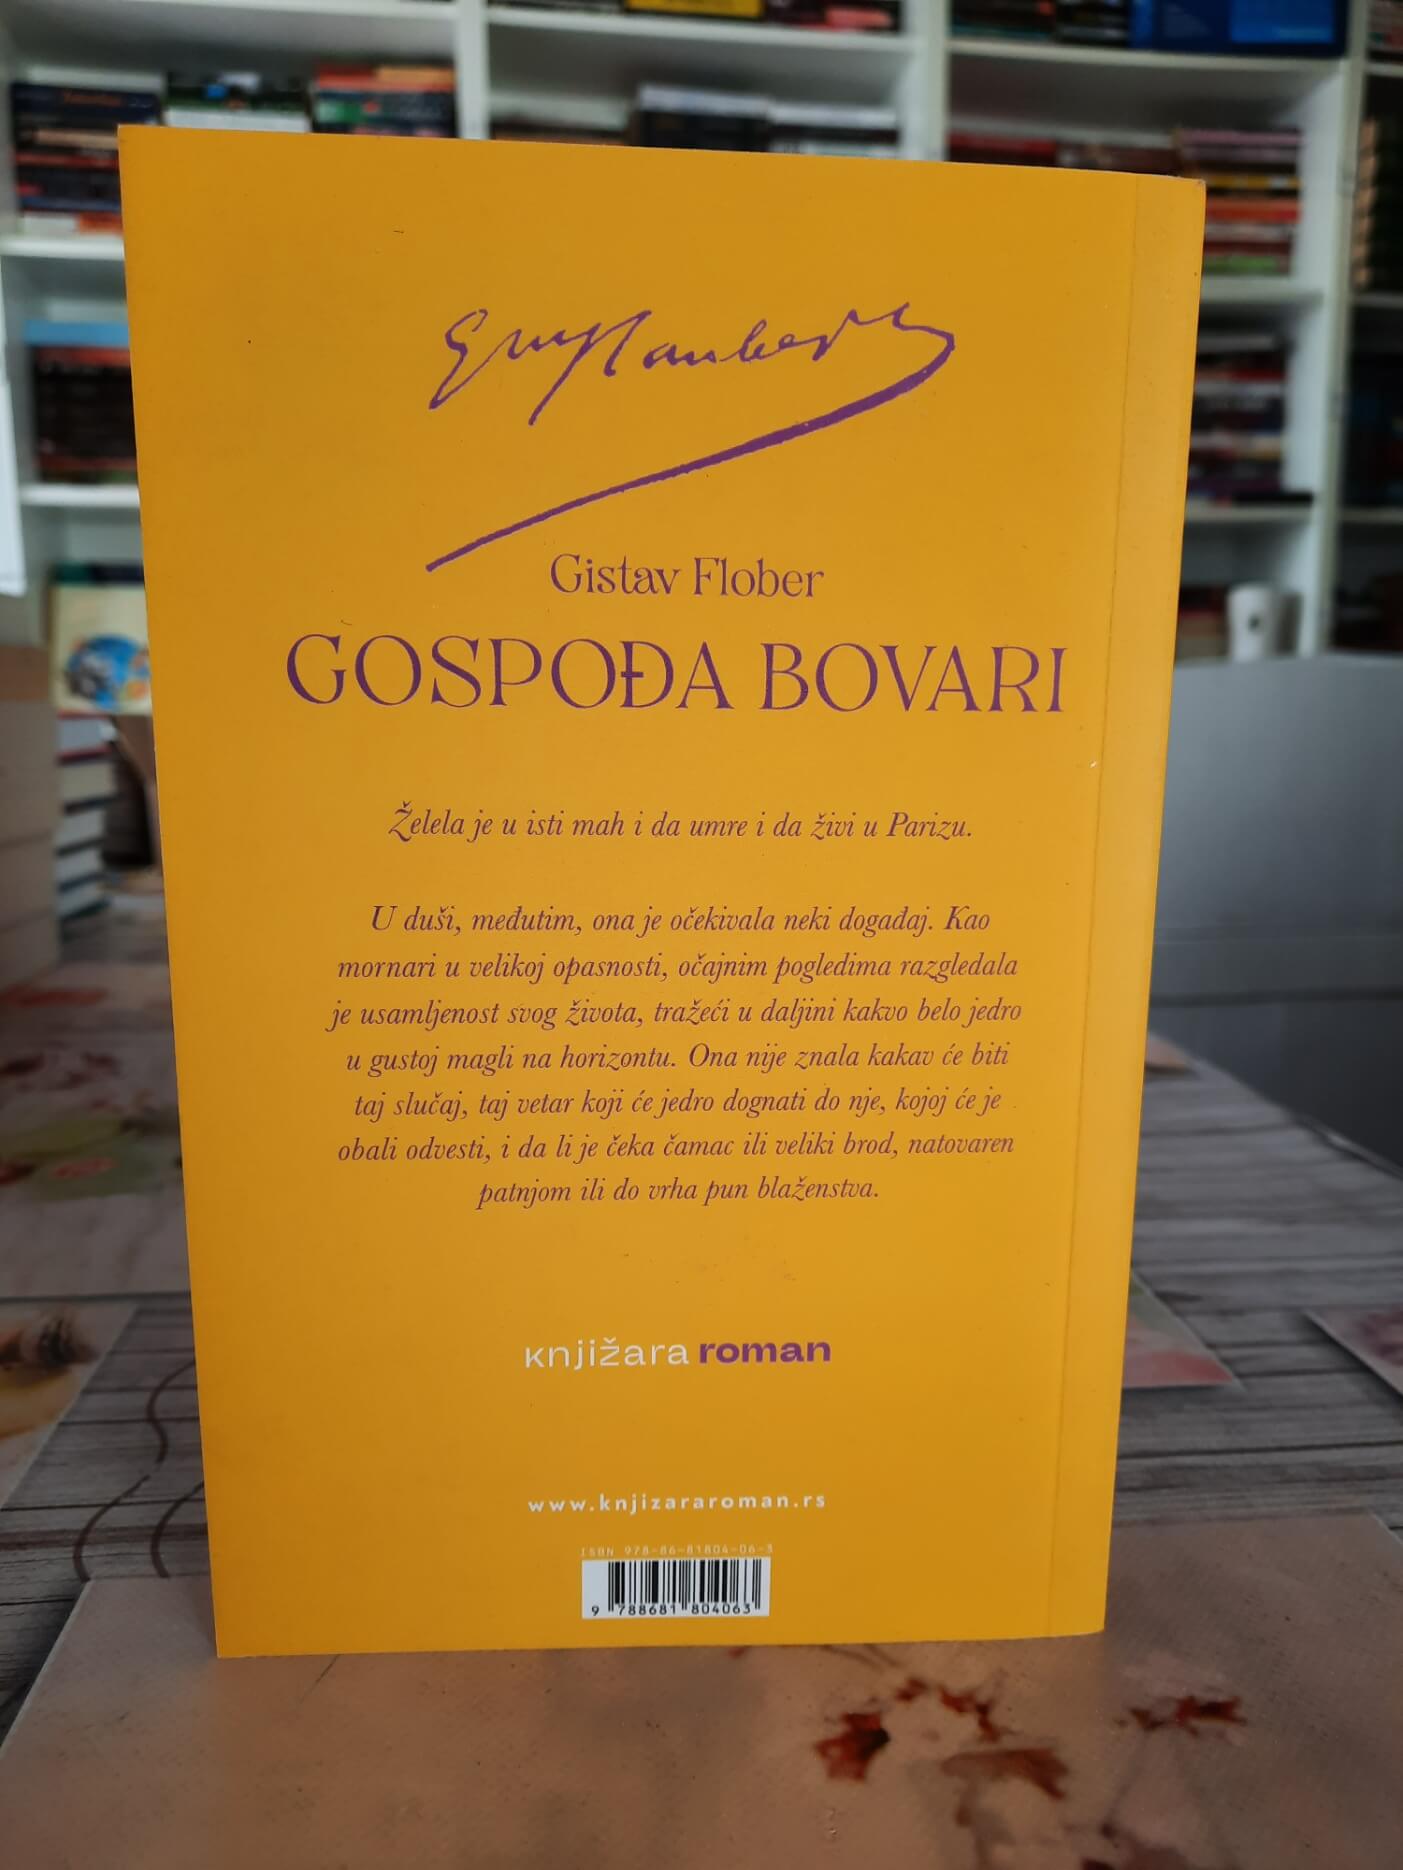 Gustave Flaubert
Gistav Flober
GOSPOĐA BOVARI
Želela je u isti mah i da umre i da živi u Parizu.
U duši, međutim, ona je očekivala neki događaj. Kao
mornari u velikoj opasnosti, očajnim pogledima razgledala
je usamljenost svog života, tražeći u daljini kakvo belo jedro
u gustoj magli na horizontu. Ona nije znala kakav će biti
taj slučaj, taj vetar koji će jedro dognati do nje, kojoj će je
obali odvesti, i da li je čeka čamac ili veliki brod, natovaren
patnjom ili do vrha pun blaženstva.
knjižara roman
www.knjizararoman.rs
ISBN 978-86-81804-06-3
9 788681 804063